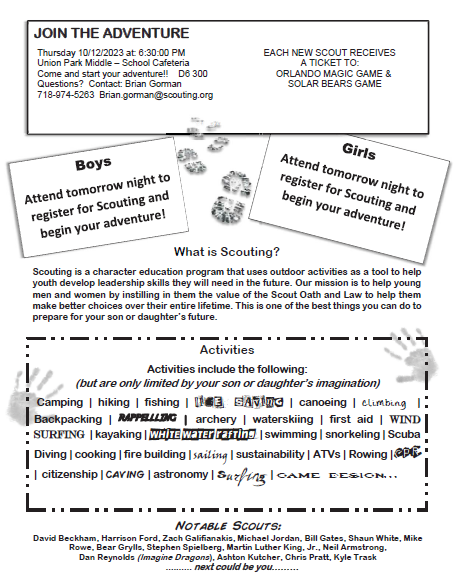 JOIN THE ADVENTURE
Thursday 10/12/2023 at 6:30:00 PM
Union Park Middle – School Cafeteria
Come and start your adventure!! D6 300
Questions? Contact: Brian Gorman
718-974-5263 Brian.gorman@scouting.org
EACH NEW SCOUT RECEIVES
A TICKET TO:
ORLANDO MAGIC GAME &
SOLAR BEARS GAME
Boys
Attend tomorrow night to
register for Scouting and
begin your adventure!
Girls
Attend tomorrow night to
register for Scouting and
begin your adventure!
What is Scouting?
Scouting is a character education program that uses outdoor activities as a tool to help
youth develop leadership skills they will need in the future. Our mission is to help young
men and women by instilling in them the value of the Scout Oath and Law to help them
make better choices over their entire lifetime. This is one of the best things you can do to
prepare for your son or daughter's future.
Activities
Activities include the following:
(but are only limited by your son or daughter's imagination)
Camping | hiking | fishing | LIFE SAVING | canoeing | climbing |
Backpacking | RAPPELLLING | archery | waterskiing | first aid | WIND
SURFING | kayaking | white water rafting | swimming | snorkeling | Scuba
Diving | cooking | fire building | sailing | sustainability | ATVs | Rowing | CPR
| citizenship | CAVING | astronomy | Surfing | GAME DESIGN...
NOTABLE SCOUTS:
David Beckham, Harrison Ford, Zach Galifianakis, Michael Jordan, Bill Gates, Shaun White, Mike
Rowe, Bear Grylls, Stephen Spielberg, Martin Luther King, Jr., Neil Armstrong,
Dan Reynolds (Imagine Dragons), Ashton Kutcher, Chris Pratt, Kyle Trask
.......... next could be you..........